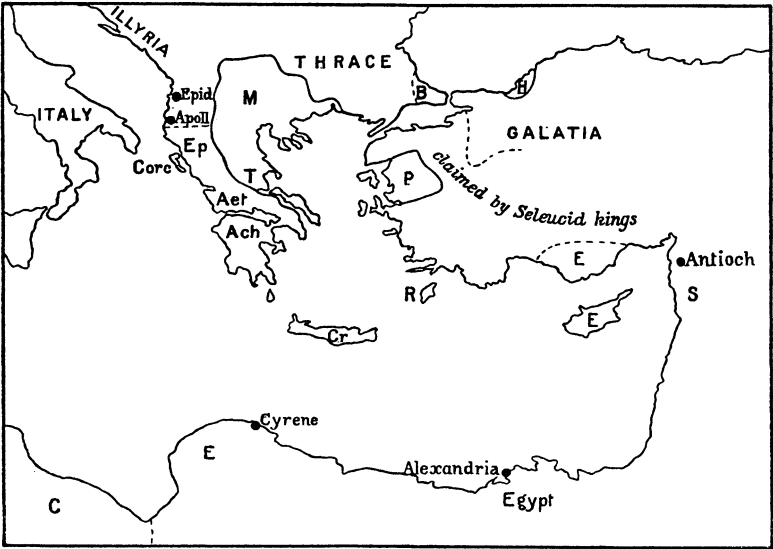 ILLYRIA
THRACE
Epid
M
B
H
ITALY
Apoll
GALATIA
Ep
Corc
T
P
claimed by Seleucid kings
Aet
Ach
E
Antioch
R
S
E
Cr
Cyrene
E
Alexandria
C
Egypt